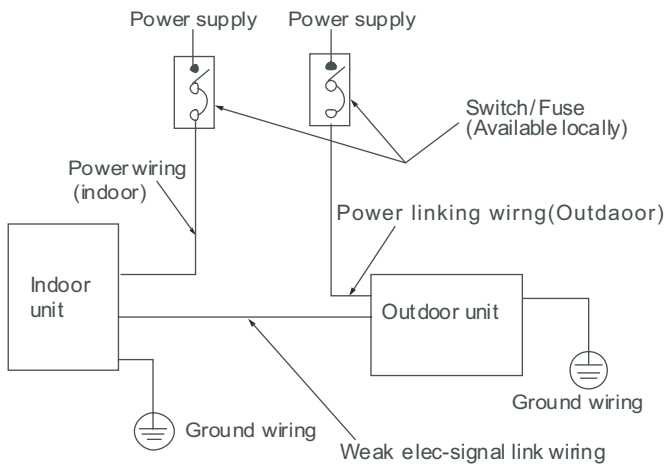 Power supply
Power supply
Switch/Fuse
(Available locally)
Power wiring
(indoor)
Power linking wirng(Outdaoor)
Indoor
unit
Outdoor unit
Ground wiring
Ground wiring
Weak elec-signal link wiring